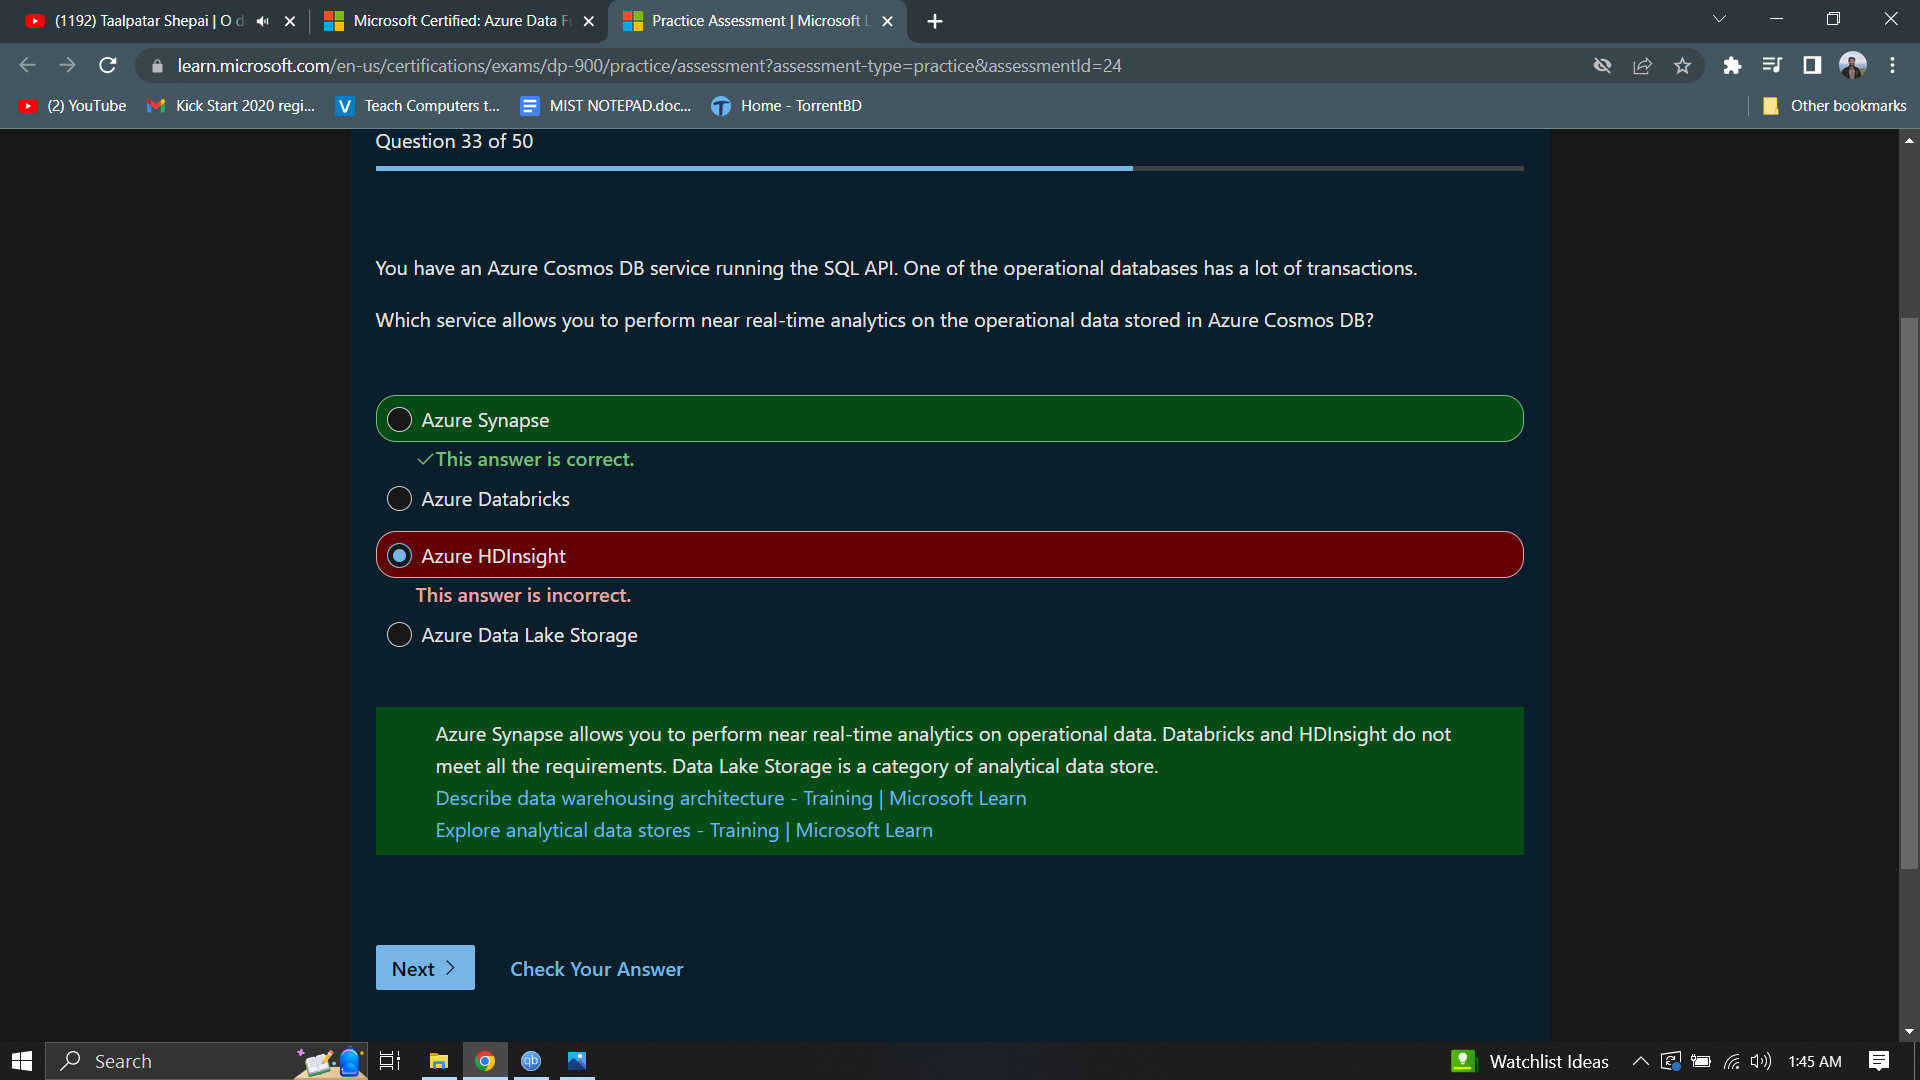 (1192) Taalpatar Shepai | O d
Microsoft Certified: Azure Data F
Practice Assessment | Microsoft L
learn.microsoft.com/en-us/certifications/exams/dp-900/practice/assessment?assessment-type=practice&assessmentId=24
(2) YouTube
Kick Start 2020 regi...
V
Teach Computers t...
MIST NOTEPAD.doc...
Home - TorrentBD
Other bookmarks
Question 33 of 50
You have an Azure Cosmos DB service running the SQL API. One of the operational databases has a lot of transactions.
Which service allows you to perform near real-time analytics on the operational data stored in Azure Cosmos DB?
Azure Synapse
✓This answer is correct.
Azure Databricks
Azure HDInsight
This answer is incorrect.
Azure Data Lake Storage
Azure Synapse allows you to perform near real-time analytics on operational data. Databricks and HDInsight do not
meet all the requirements. Data Lake Storage is a category of analytical data store.
Describe data warehousing architecture - Training | Microsoft Learn
Explore analytical data stores - Training | Microsoft Learn
Next >
Check Your Answer
Search
qb
Watchlist Ideas
1:45 AM